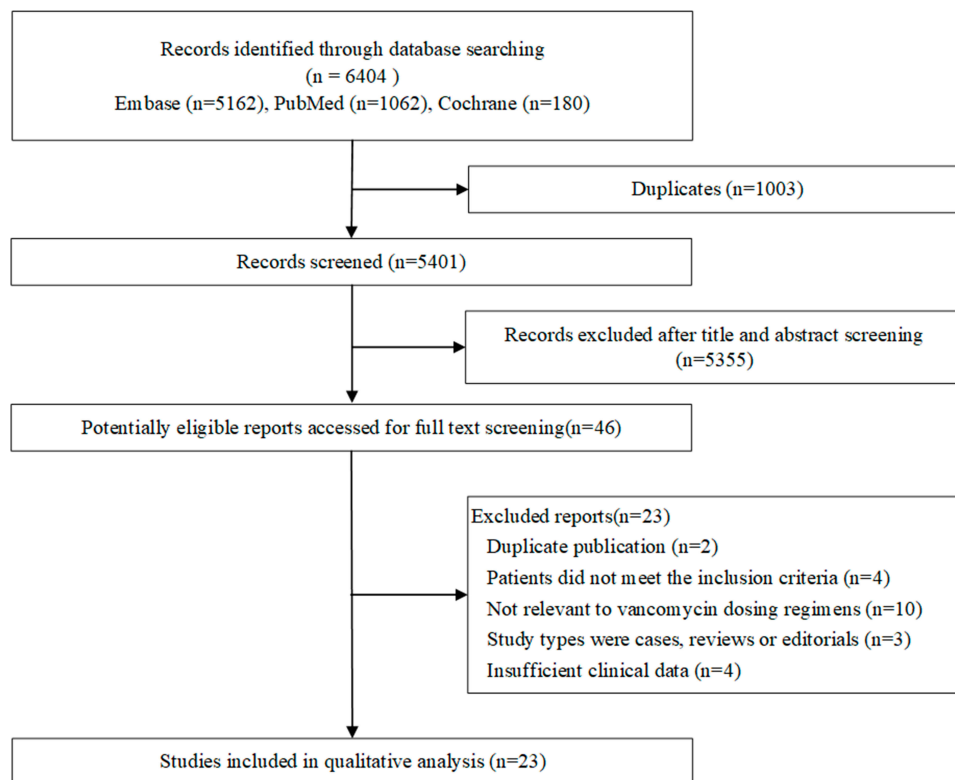 Records identified through database searching
(n = 6404 )
Embase (n=5162), PubMed (n=1062), Cochrane (n=180)
Duplicates (n=1003)
Records screened (n=5401)
Records excluded after title and abstract screening
(n=5355)
Potentially eligible reports accessed for full text screening(n=46)
Excluded reports(n=23)
Duplicate publication (n=2)
Patients did not meet the inclusion criteria (n=4)
Not relevant to vancomycin dosing regimens (n=10)
Study types were cases, reviews or editorials (n=3)
Insufficient clinical data (n=4)
Studies included in qualitative analysis (n=23)